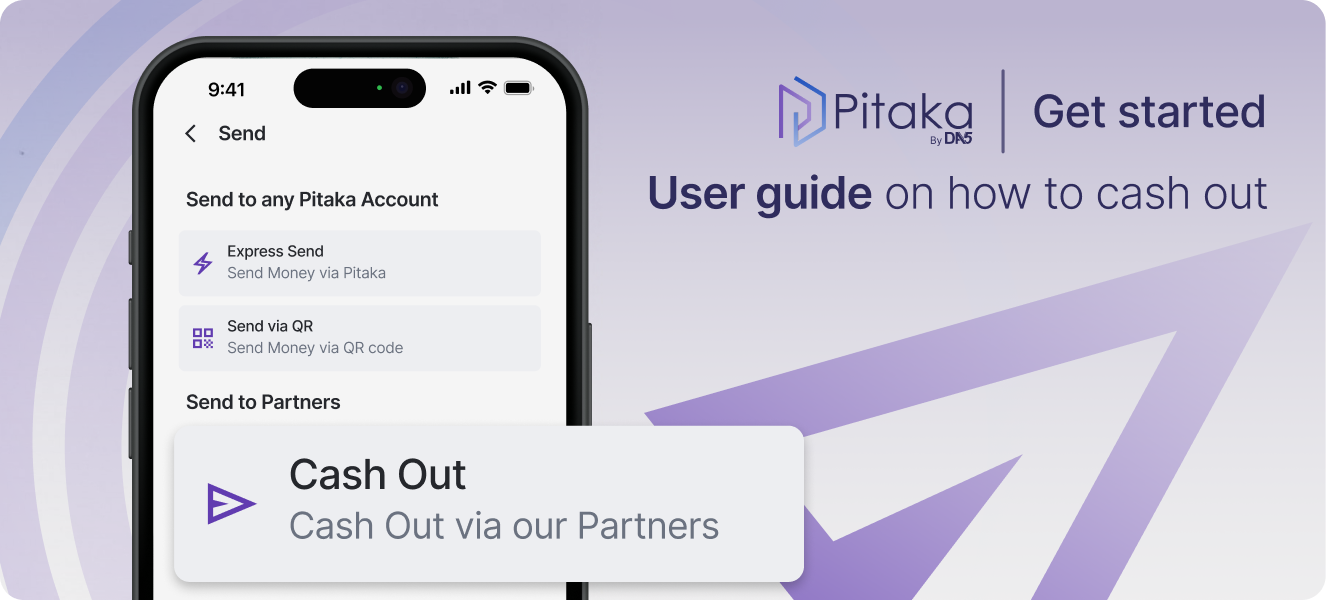 9:41
Send
Send to any Pitaka Account
Express Send
Send Money via Pitaka
Send via QR
Send Money via QR code
Send to Partners
Cash Out
Cash Out via our Partners
Pitaka
By DA5
Get started
User guide on how to cash out